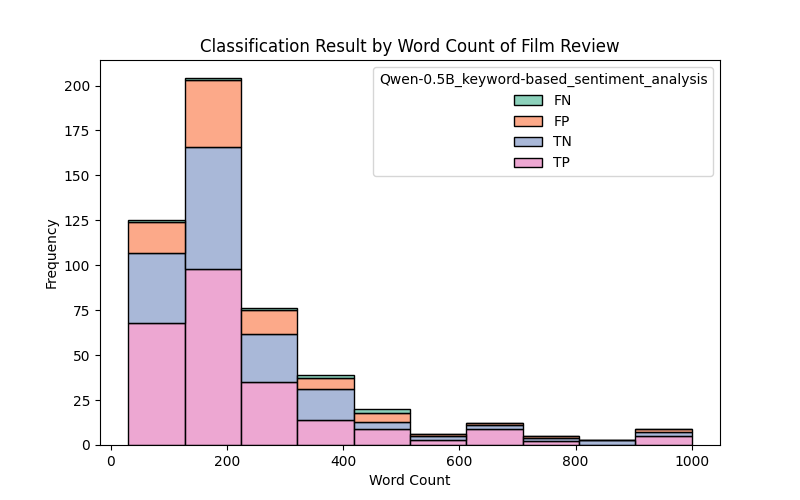 Classification Result by Word Count of Film Review
Qwen-0.5B_keyword-based_sentiment_analysis
FN
FP
TN
TP
200
175
150
125
100
75
50
25
0
Frequency
0 200 400 600 800 1000
Word Count